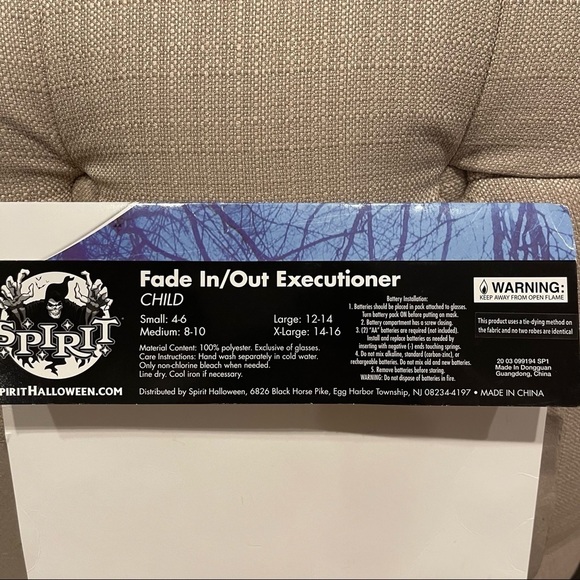 SPIRIT
SPIRITHALLOWEEN.COM
Fade In/Out Executioner
CHILD
Small: 4-6 Large: 12-14
Medium: 8-10 X-Large: 14-16
Material Content: 100% polyester. Exclusive of glasses.
Care Instructions: Hand wash separately in cold water.
Only non-chlorine bleach when needed.
Line dry. Cool iron if necessary.
Distributed by Spirit Halloween, 6826 Black Horse Pike, Egg Harbor Township, NJ 08234-4197 • MADE IN CHINA
Battery Installation:
1. Batteries should be placed in pack attached to glasses.
Turn battery pack ON before putting on mask.
2. Battery compartment has a screw closing.
3. (2) "AA" batteries are required (not included).
Install and replace batteries as needed by
inserting with negative (-) ends touching springs.
4. Do not mix alkaline, standard (carbon zinc), or
rechargeable batteries. Do not mix old and new batteries.
5. Remove batteries before storing.
WARNING: Do not dispose of batteries in fire.
WARNING:
KEEP AWAY FROM OPEN FLAME
This product uses a tie-dying method on
the fabric and no two robes are identical
20 03 099194 SP1
Made in Dongguan
Guangdong, China